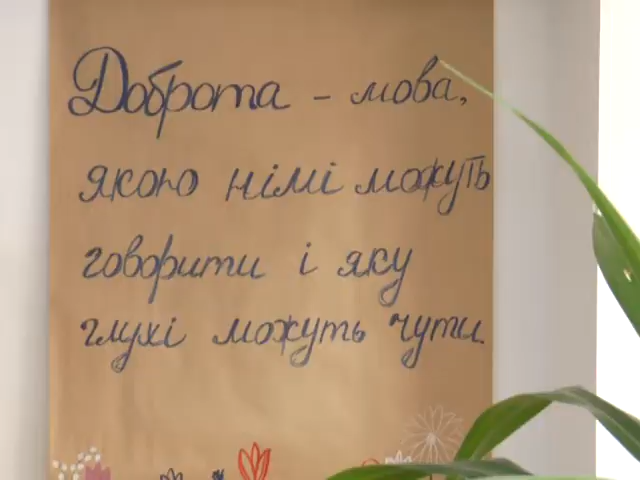 Доброта - мова,
якою німі можуть
говорити і яку
глухі можуть чути.